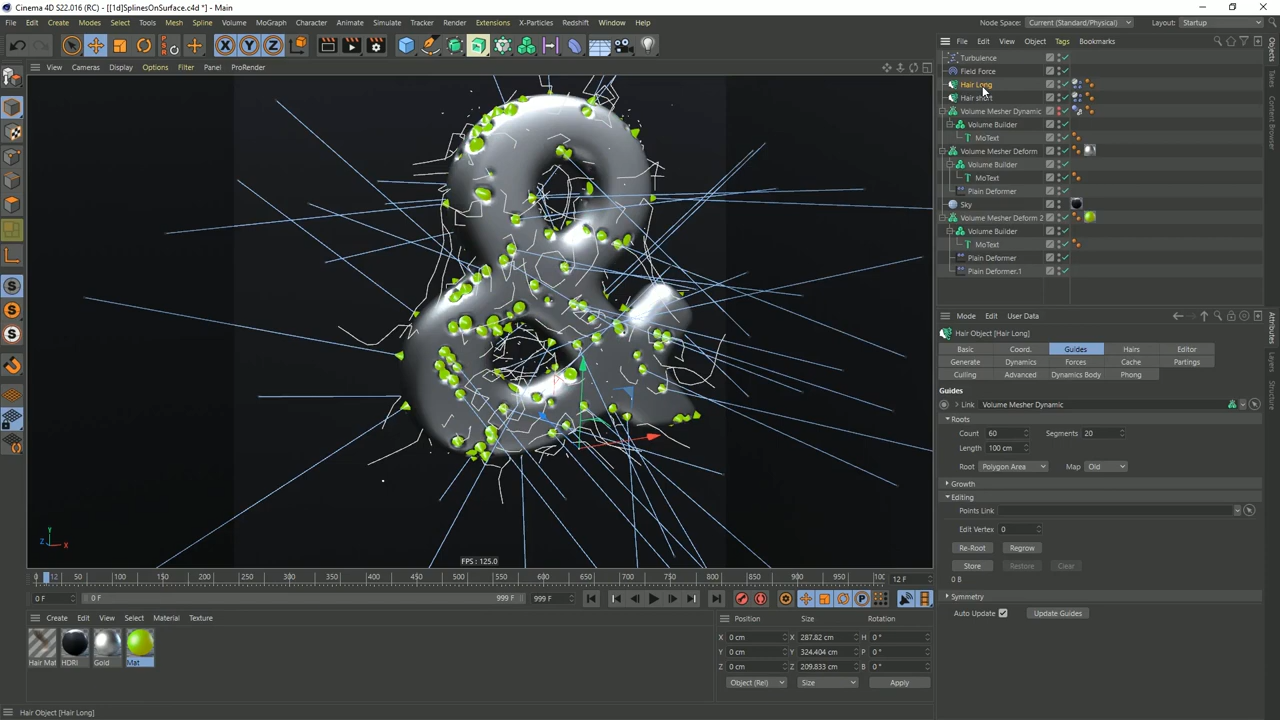 Cinema 4D S22.016 (RC) - [[1d]SplinesOnSurface.c4d *] - Main
File Edit Create Modes Select Tools Mesh Spline Volume MoGraph Character Animate Simulate Tracker Render Extensions X-Particles Redshift Window Help Node Space: Current (Standard/Physical) Layout: Startup
View Cameras Display Options Filter Panel ProRender
File Edit View Object Tags Bookmarks
Turbulence
Field Force
Hair Long
Hair short
Volume Mesher Dynamic
Volume Builder
MoText
Volume Mesher Deform
Volume Builder
MoText
Plain Deformer
Sky
Volume Mesher Deform 2
Volume Builder
MoText
Plain Deformer
Plain Deformer.1
Objects
Takes
Content Browser
Mode Edit User Data
Hair Object [Hair Long]
Basic Coord. Guides Hairs Editor
Generate Dynamics Forces Cache Partings
Culling Advanced Dynamics Body Phong
Guides
Link Volume Mesher Dynamic
Roots
Count 60 Segments 20
Length 100 cm
Root Polygon Area Map Old
Growth
Editing
Points Link
Edit Vertex 0
Re-Root Regrow
Store Restore Clear
0 B
Symmetry
Auto Update Update Guides
Attributes
Layers
Structure
Y
Z X
FPS : 125.0
0 12 50 100 150 200 250 300 350 400 450 500 550 600 650 700 750 800 850 900 950 100 12 F
0 F 0 F 999 F 999 F
Create Edit View Select Material Texture
Hair Mat HDRI Gold Mat
Position Size Rotation
X 0 cm X 287.82 cm H 0 °
Y 0 cm Y 324.404 cm P 0 °
Z 0 cm Z 209.833 cm B 0 °
Object (Rel) Size Apply
Hair Object [Hair Long]